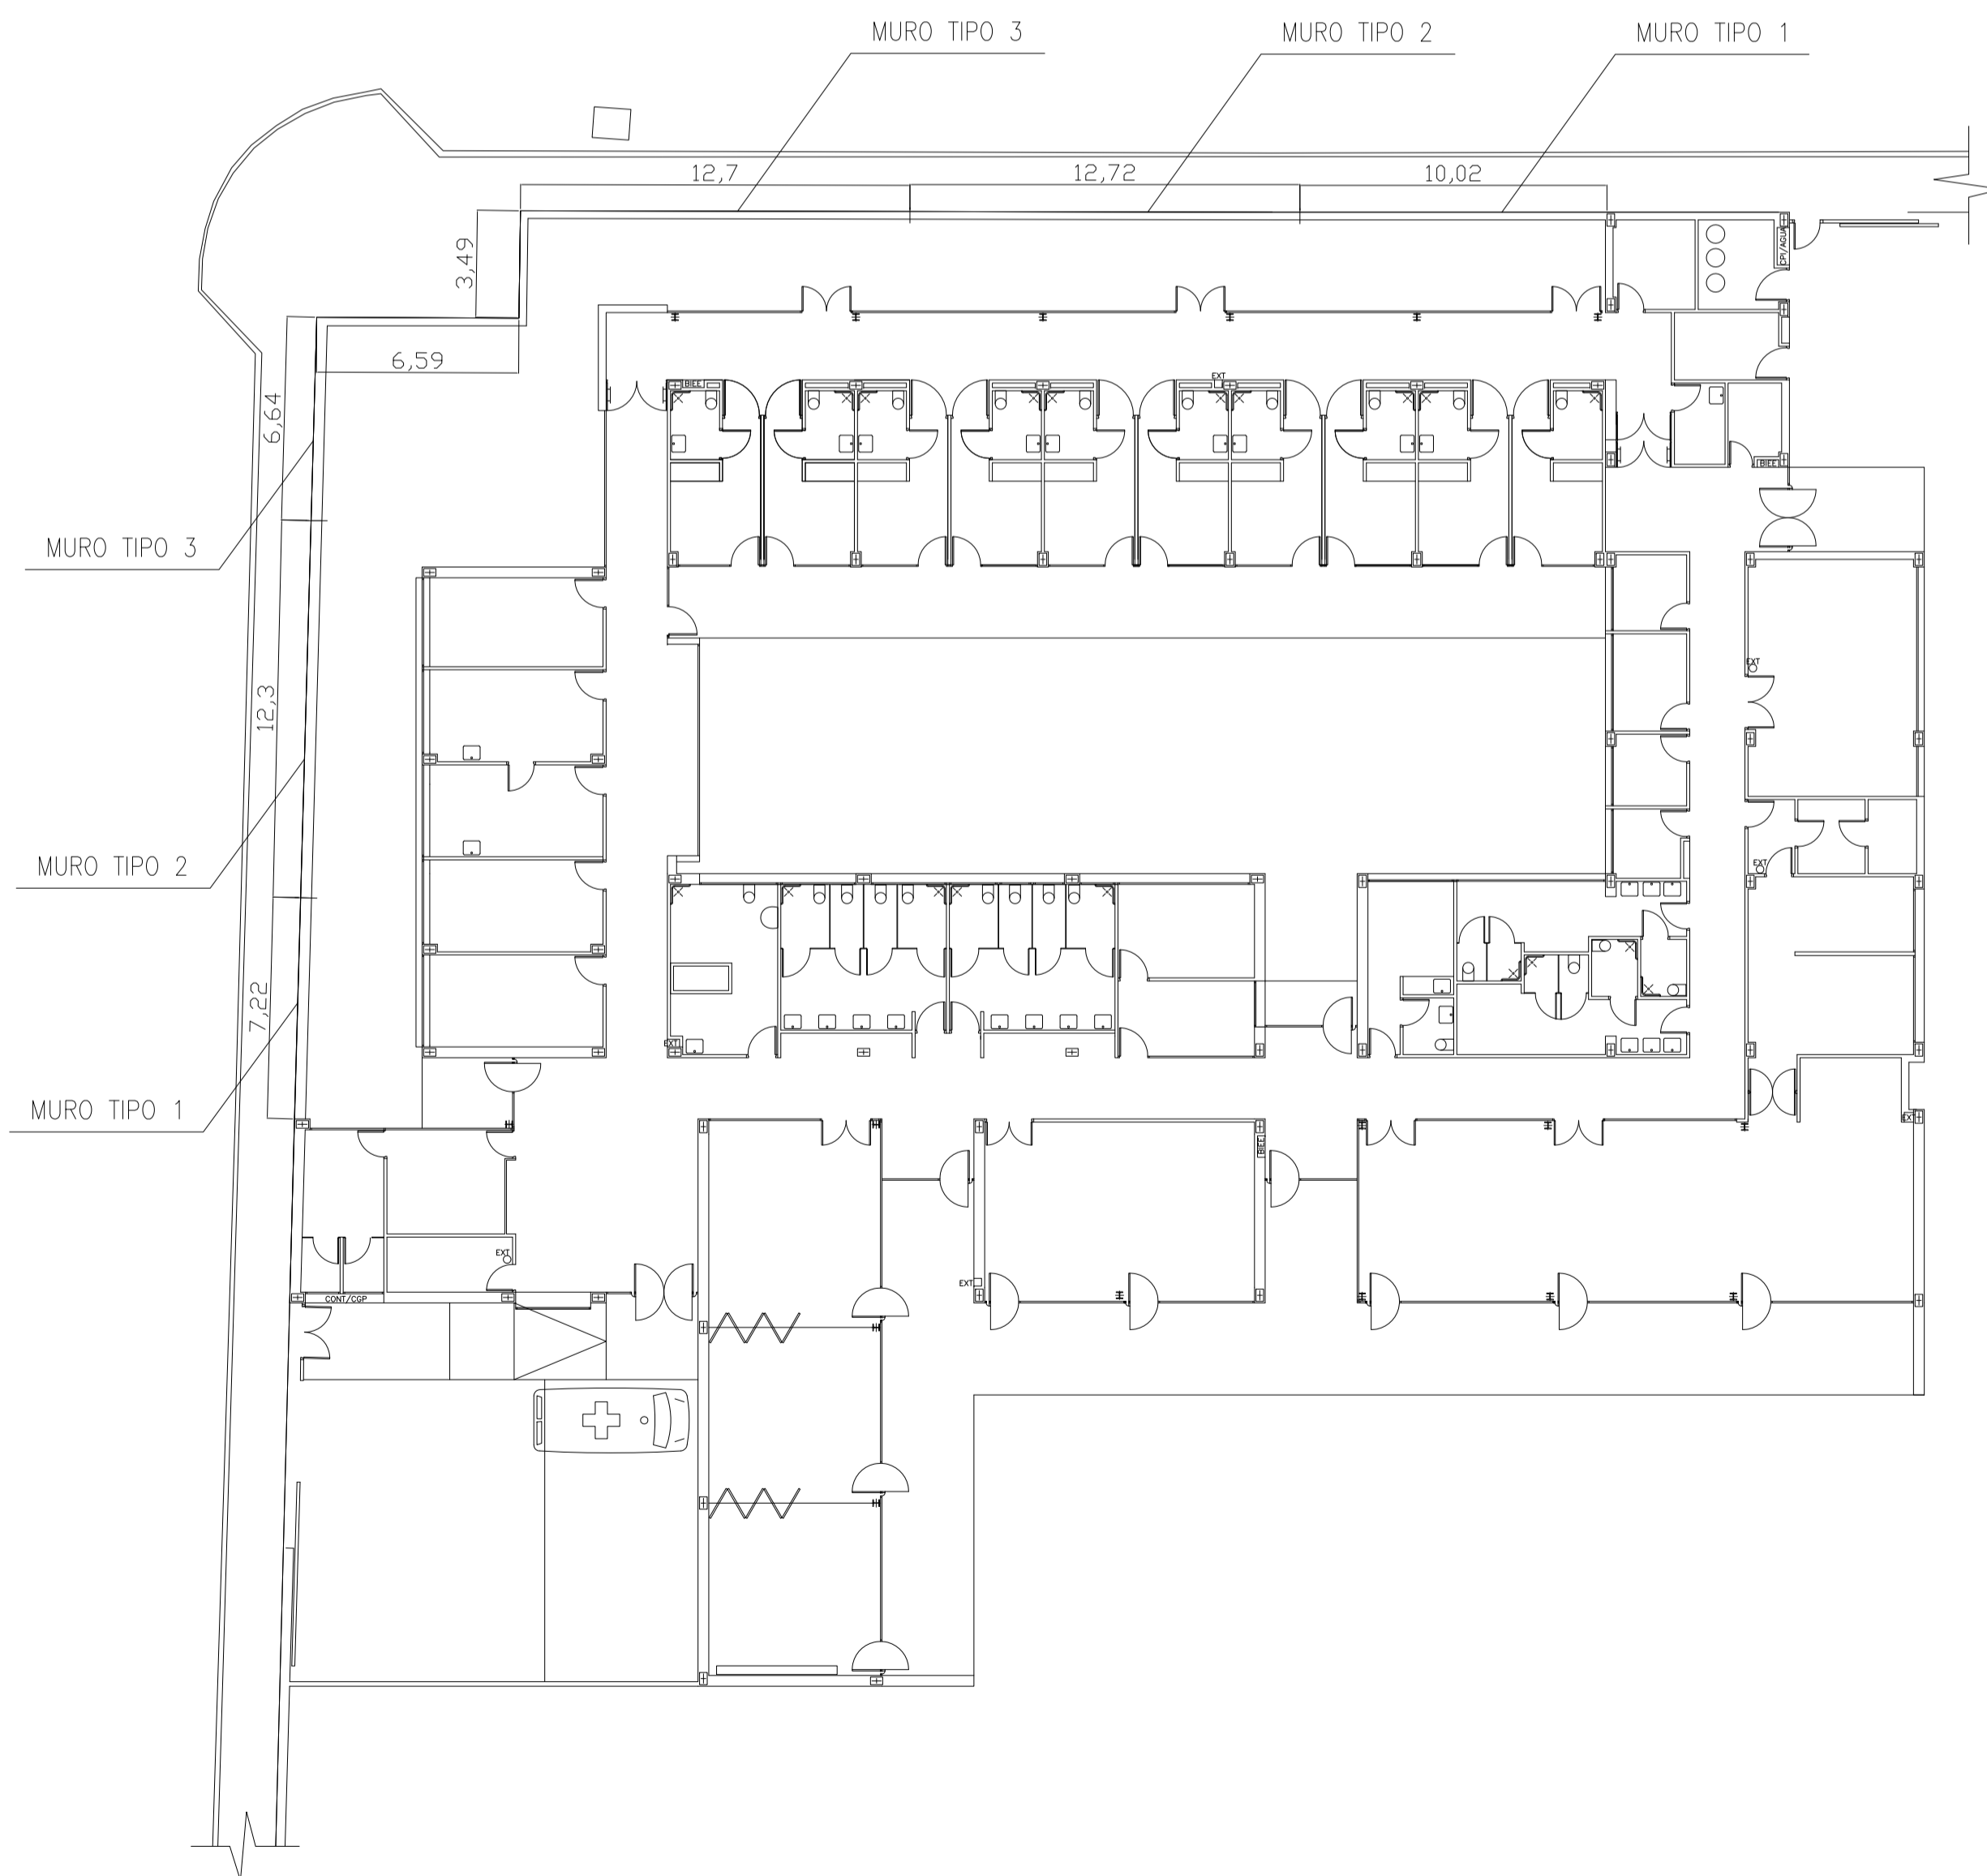 MURO TIPO 3
MURO TIPO 2
MURO TIPO 1
12,7
12,72
10,02
3,49
CPI/AGUA
6,59
6,64
BIEE
EXT
BIEE
MURO TIPO 3
EXT
12,3
MURO TIPO 2
EXT
7,22
EXT
MURO TIPO 1
EXT
BIEE
EXT
EXT
CONT/CGP